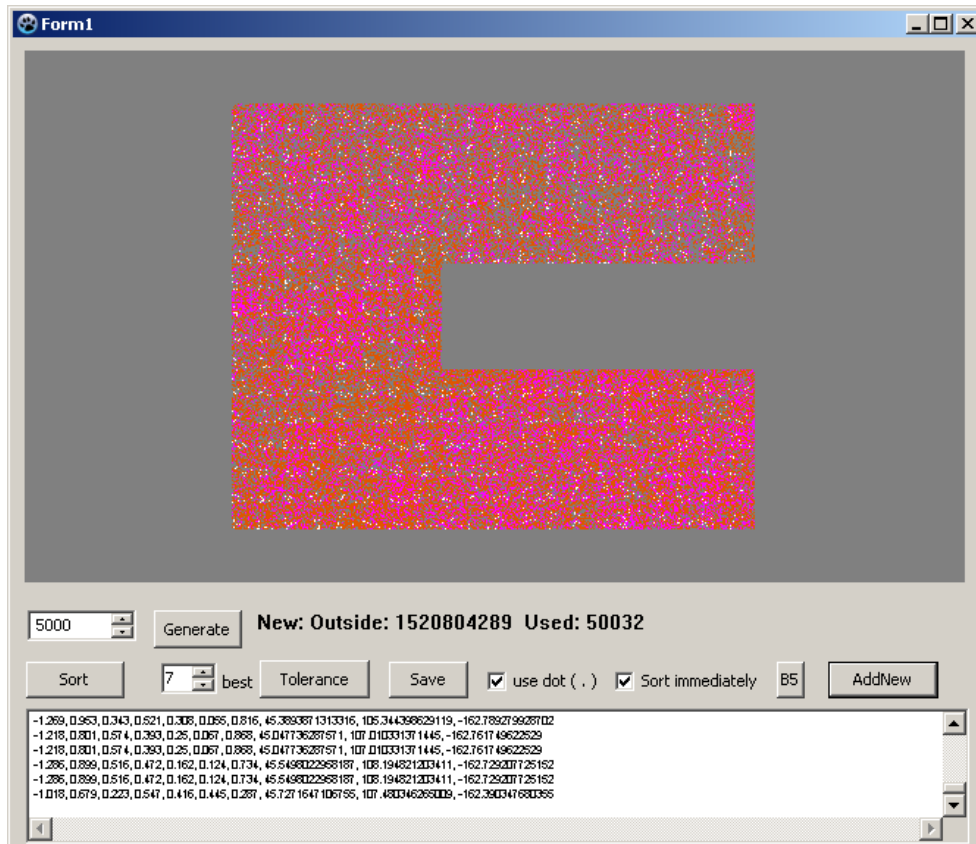 Form1
5000
Generate
New: Outside: 1520804289 Used: 50032
Sort
7
best
Tolerance
Save
use dot ( . )
Sort immediately
B5
AddNew
-1.269, 0.953, 0.343, 0.521, 0.308, 0.055, 0.816, 45.3893871313316, 105.344398629119, -162.789279928702
-1.218, 0.801, 0.574, 0.393, 0.25, 0.067, 0.868, 45.047736287571, 107.010331371445, -162.761749622529
-1.218, 0.801, 0.574, 0.393, 0.25, 0.067, 0.868, 45.047736287571, 107.010331371445, -162.761749622529
-1.286, 0.899, 0.516, 0.472, 0.162, 0.124, 0.734, 45.5498022958187, 108.194821203411, -162.729207725152
-1.286, 0.899, 0.516, 0.472, 0.162, 0.124, 0.734, 45.5498022958187, 108.194821203411, -162.729207725152
-1.018, 0.679, 0.223, 0.547, 0.416, 0.445, 0.287, 45.7271647106755, 107.480346265009, -162.390347680355